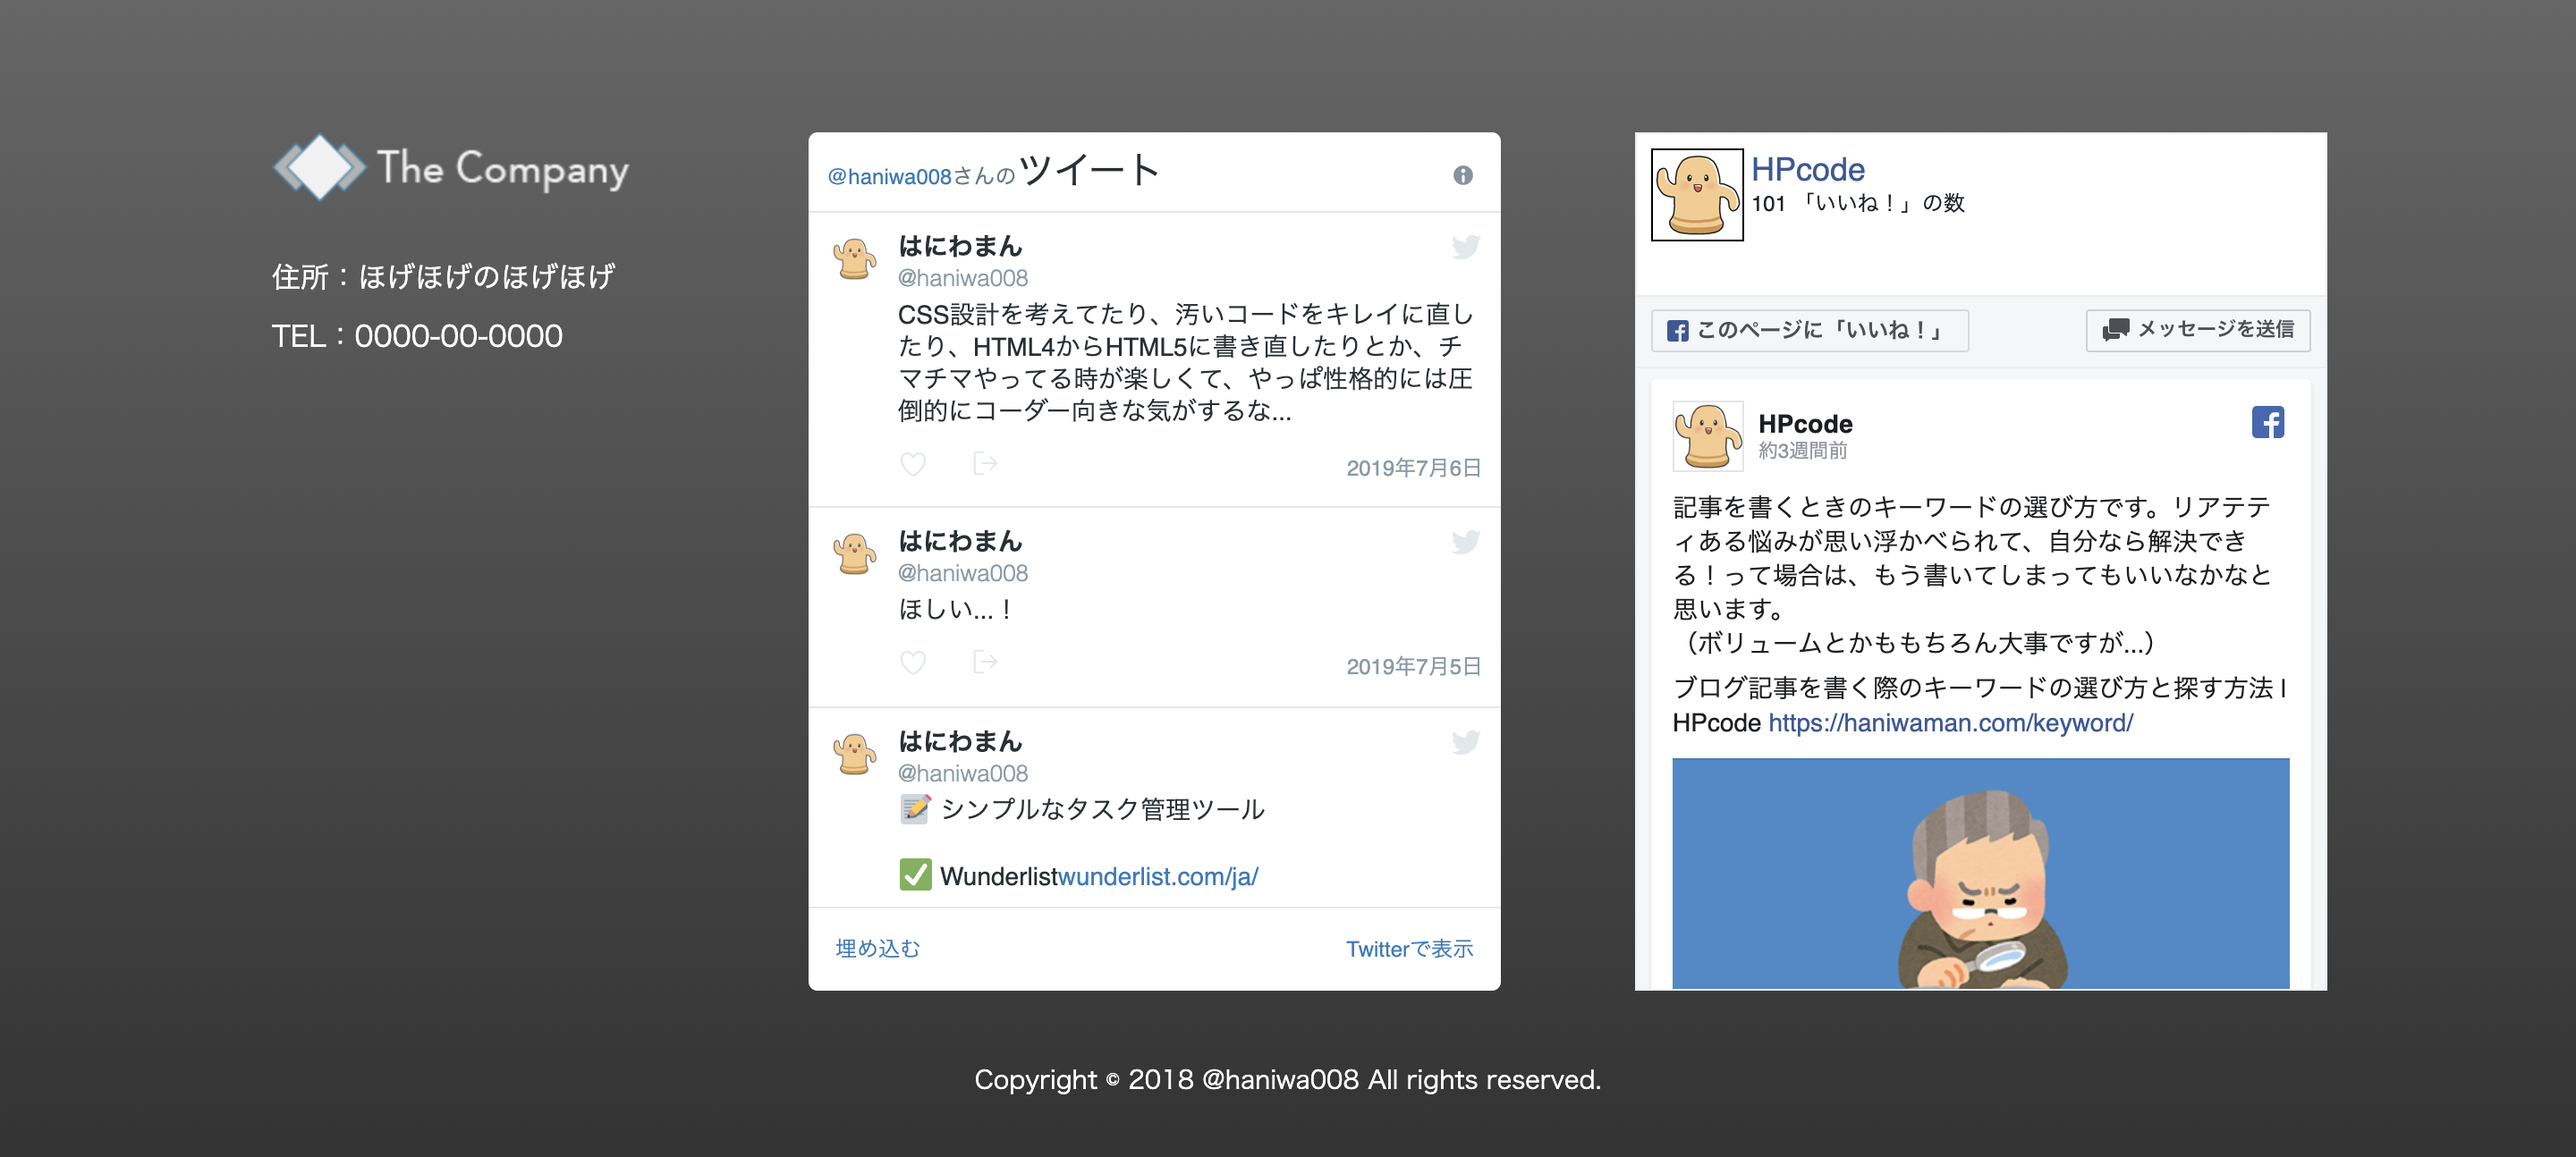 The Company
住所：ほげほげのほげほげ
TEL：0000-00-0000
@haniwa008さんのツイート
はにわまん
@haniwa008
CSS設計を考えてたり、汚いコードをキレイに直し
たり、HTML4からHTML5に書き直したりとか、チ
マチマやってる時が楽しくて、やっぱ性格的には圧
倒的にコーダー向きな気がするな...
2019年7月6日
はにわまん
@haniwa008
ほしい...！
2019年7月5日
はにわまん
@haniwa008
📝 シンプルなタスク管理ツール
✅ Wunderlistwunderlist.com/ja/
埋め込む
Twitterで表示
HPcode
101 「いいね！」の数
このページに「いいね！」
メッセージを送信
HPcode
約3週間前
記事を書くときのキーワードの選び方です。リアテテ
ィある悩みが思い浮かべられて、自分なら解決でき
る！って場合は、もう書いてしまってもいいなかなと
思います。
（ボリュームとかももちろん大事ですが...）
ブログ記事を書く際のキーワードの選び方と探す方法 |
HPcode https://haniwaman.com/keyword/
Copyright © 2018 @haniwa008 All rights reserved.